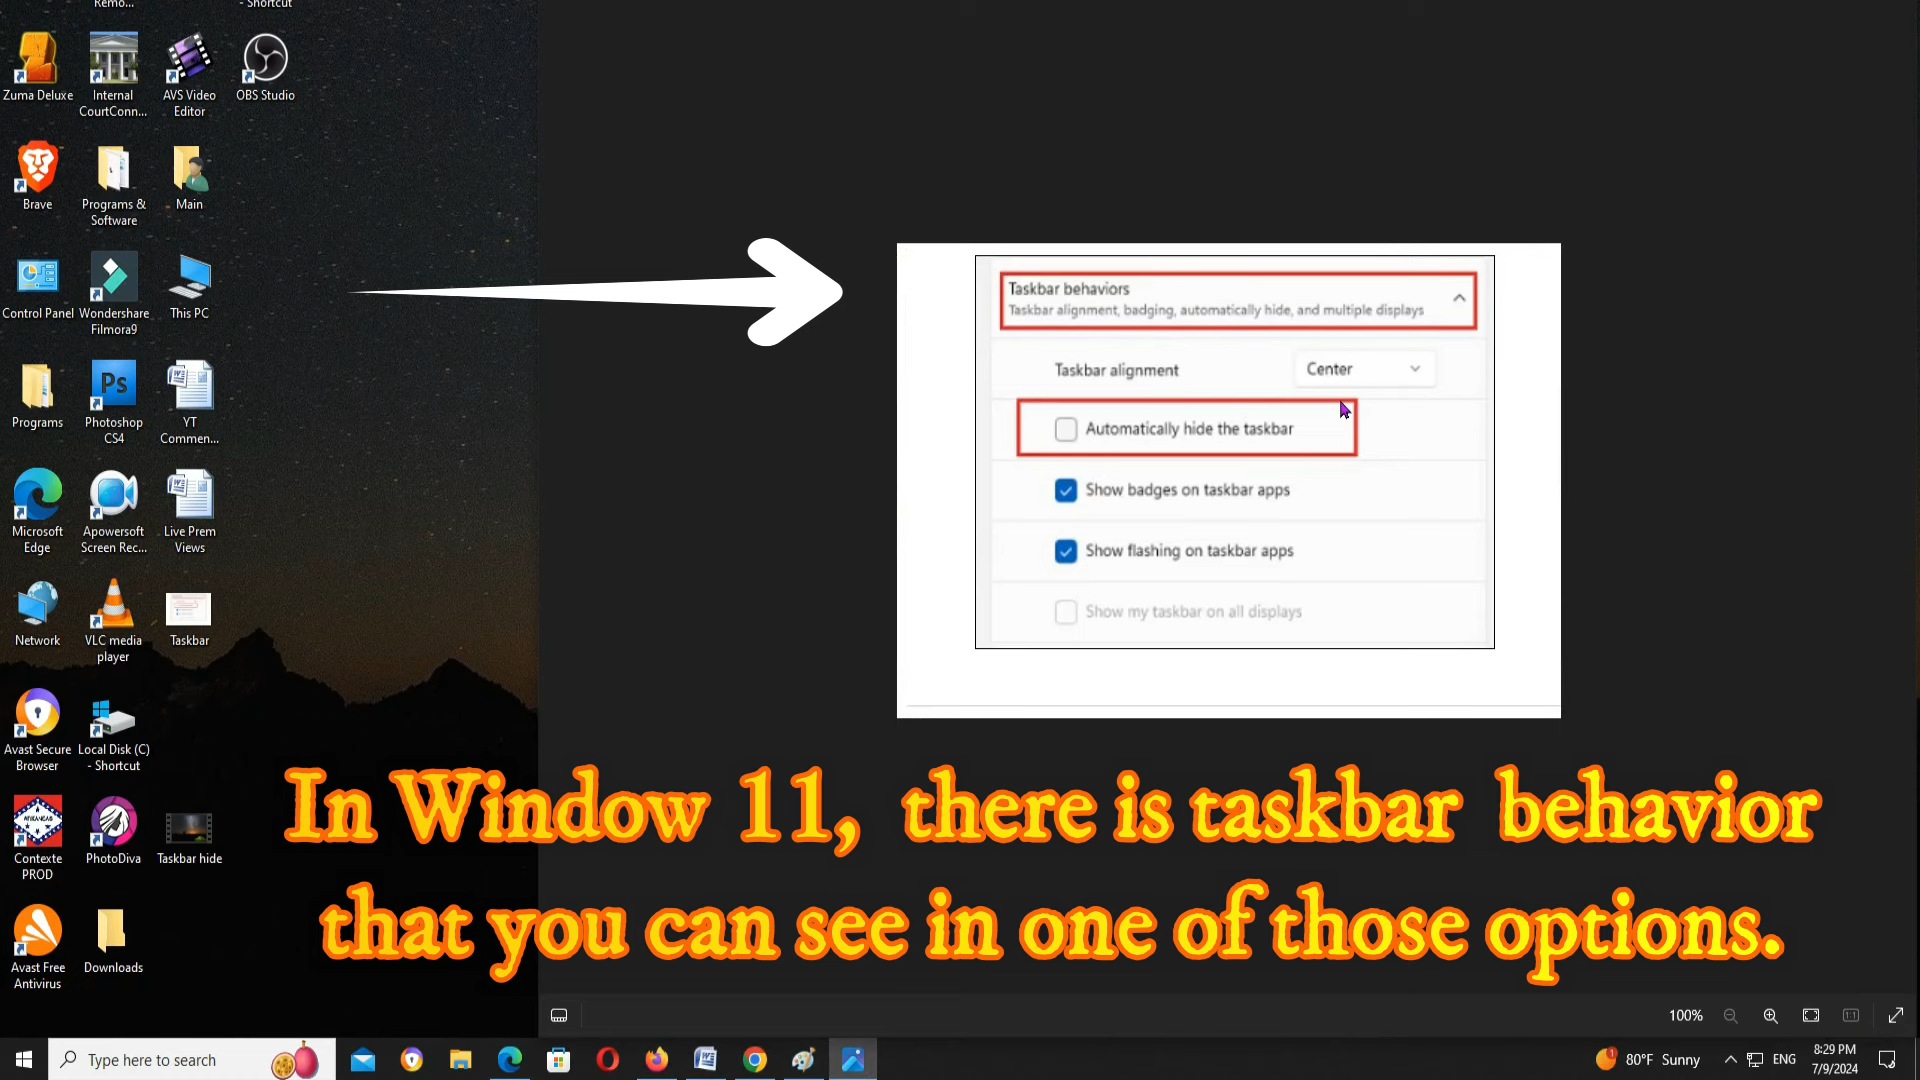 Remo...
- Shortcut
Zuma Deluxe
Internal
CourtConn...
AVS Video
Editor
OBS Studio
Brave
Programs &
Software
Main
Control Panel
Wondershare
Filmora9
This PC
Programs
Ps
Photoshop
CS4
YT
Commen...
Microsoft
Edge
Apowersoft
Screen Rec...
Live Prem
Views
Network
VLC media
player
Taskbar
Avast Secure
Browser
Local Disk (C)
- Shortcut
ARKANSAS
Contexte
PROD
PhotoDiva
Taskbar hide
Avast Free
Antivirus
Downloads
Taskbar behaviors
Taskbar alignment, badging, automatically hide, and multiple displays
Taskbar alignment
Center
Automatically hide the taskbar
Show badges on taskbar apps
Show flashing on taskbar apps
Show my taskbar on all displays
In Window 11, there is taskbar behavior
that you can see in one of those options.
100%
1:1
Type here to search
1
80°F Sunny
ENG
8:29 PM
7/9/2024